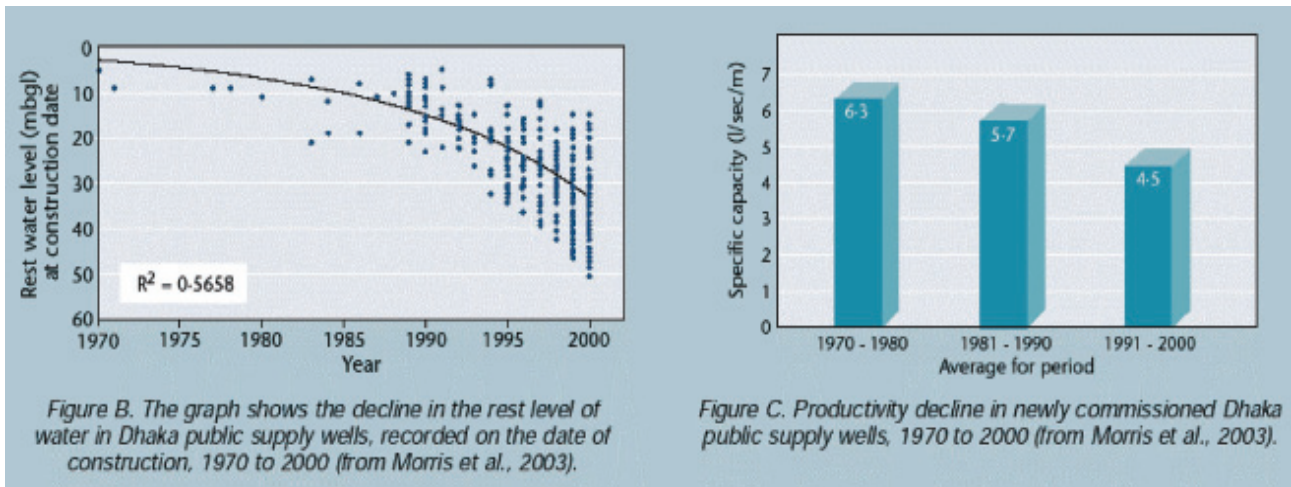 Rest water level (mbgl)
at construction date
0
10
20
30
40
50
60
R² = 0·5658
1970
1975
1980
1985
1990
1995
2000
Year
Figure B. The graph shows the decline in the rest level of
water in Dhaka public supply wells, recorded on the date of
construction, 1970 to 2000 (from Morris et al., 2003).
Specific capacity (l/sec/m)
7
6
5
4
3
2
1
0
6·3
5·7
4·5
1970 - 1980
1981 - 1990
1991 - 2000
Average for period
Figure C. Productivity decline in newly commissioned Dhaka
public supply wells, 1970 to 2000 (from Morris et al., 2003).